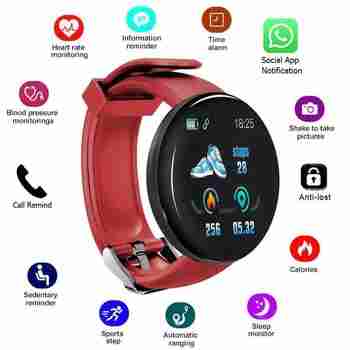 Heart rate
monitoring
Information
reminder
Time
alann
Social App
Notification
Blood pressure
monitoringa
Shake to take
pictures
18:25
steps
28
256
05.32
Call Remind
Anti-lost
Sedentary
reminder
Calories
Sports
step
Automatic
ranging
Sleep
monitor